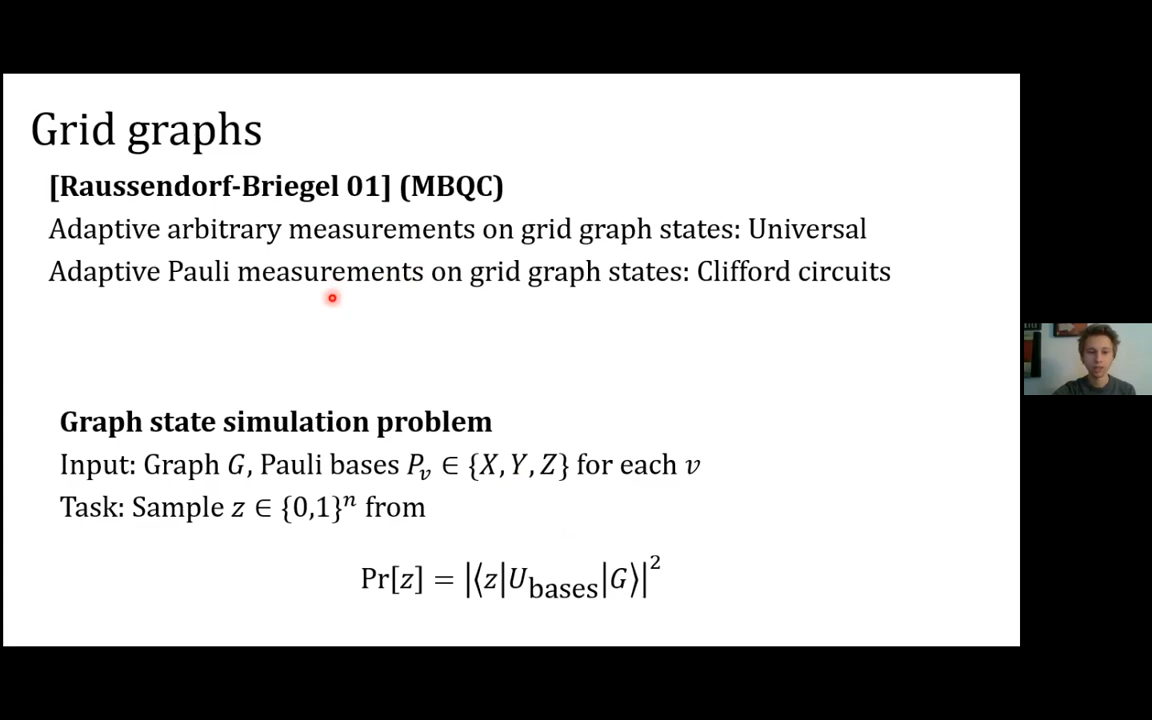 Grid graphs
[Raussendorf-Briegel 01] (MBQC)
Adaptive arbitrary measurements on grid graph states: Universal
Adaptive Pauli measurements on grid graph states: Clifford circuits
Graph state simulation problem
Input: Graph G, Pauli bases P_v ∈ {X, Y, Z} for each v
Task: Sample z ∈ {0,1}^n from
Pr[z] = |⟨z|U_bases|G⟩|^2